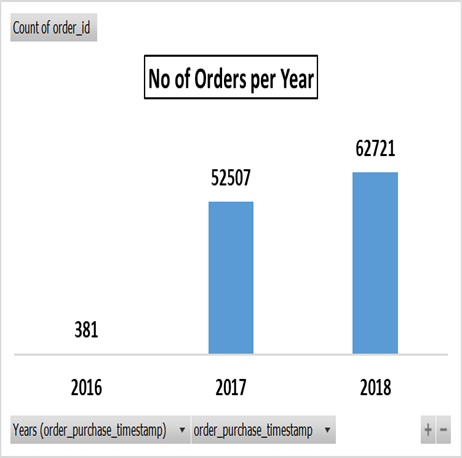 Count of order_id
No of Orders per Year
62721
52507
381
2016 2017 2018
Years (order_purchase_timestamp) order_purchase_timestamp + -